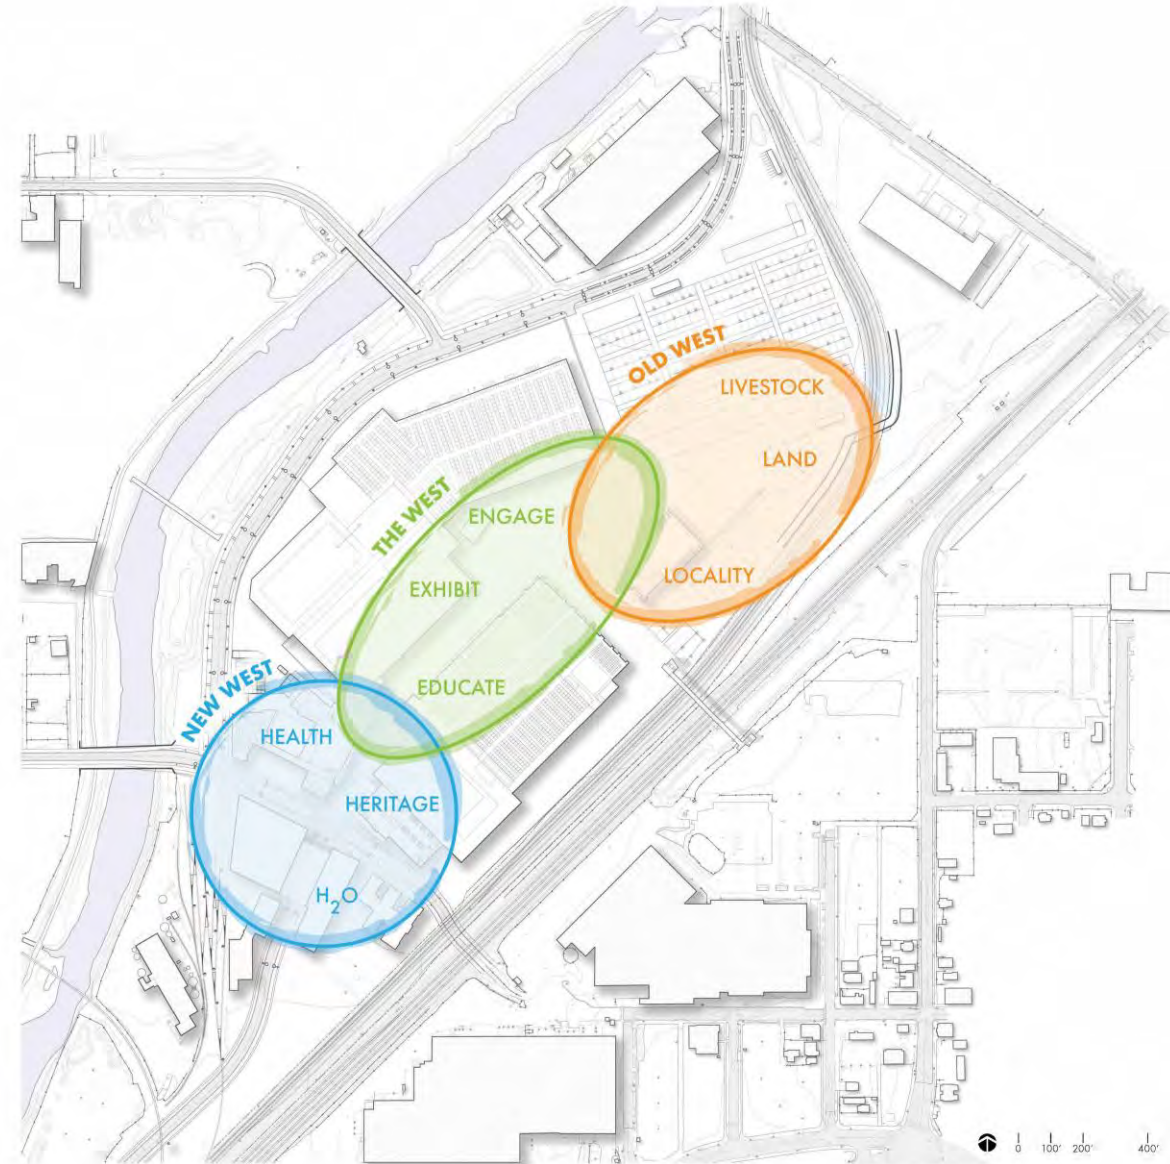 OLD WEST
LIVESTOCK
LAND
LOCALITY
THE WEST
ENGAGE
EXHIBIT
EDUCATE
NEW WEST
HEALTH
HERITAGE
H₂O
0 100' 200' 400'